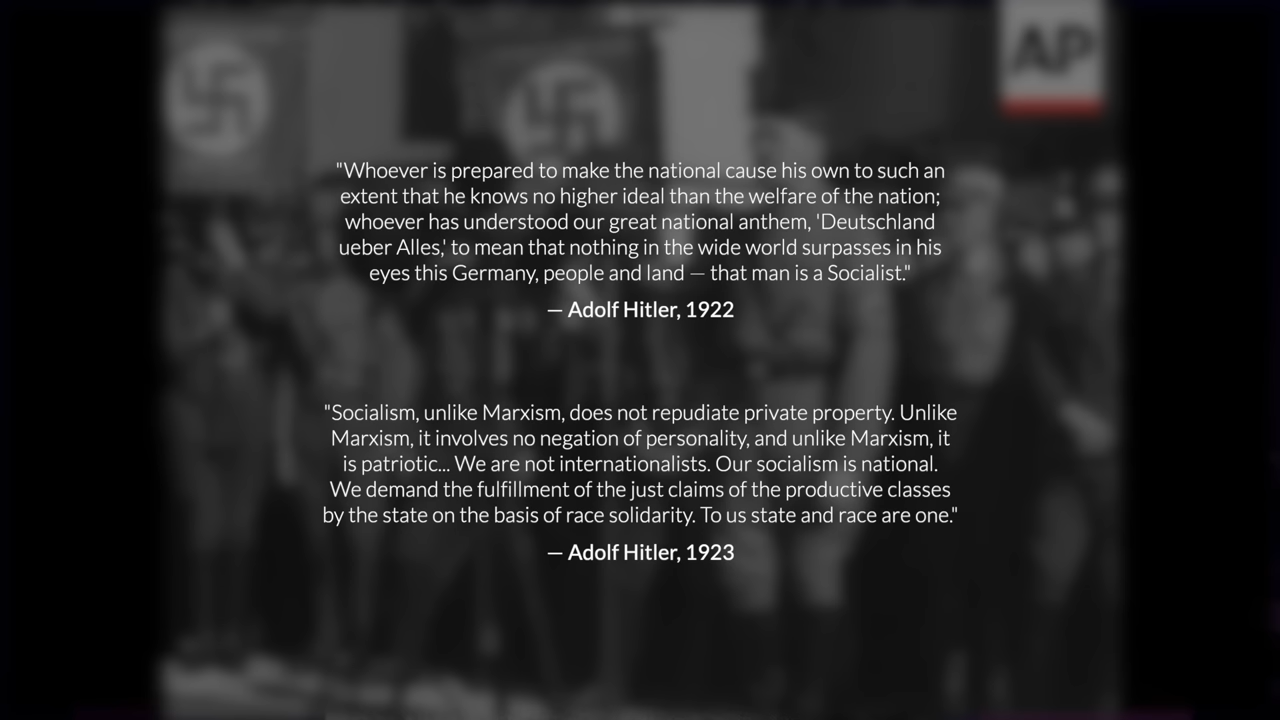 AP
"Whoever is prepared to make the national cause his own to such an
extent that he knows no higher ideal than the welfare of the nation;
whoever has understood our great national anthem, 'Deutschland
ueber Alles,' to mean that nothing in the wide world surpasses in his
eyes this Germany, people and land — that man is a Socialist."
— Adolf Hitler, 1922
"Socialism, unlike Marxism, does not repudiate private property. Unlike
Marxism, it involves no negation of personality, and unlike Marxism, it
is patriotic... We are not internationalists. Our socialism is national.
We demand the fulfillment of the just claims of the productive classes
by the state on the basis of race solidarity. To us state and race are one."
— Adolf Hitler, 1923